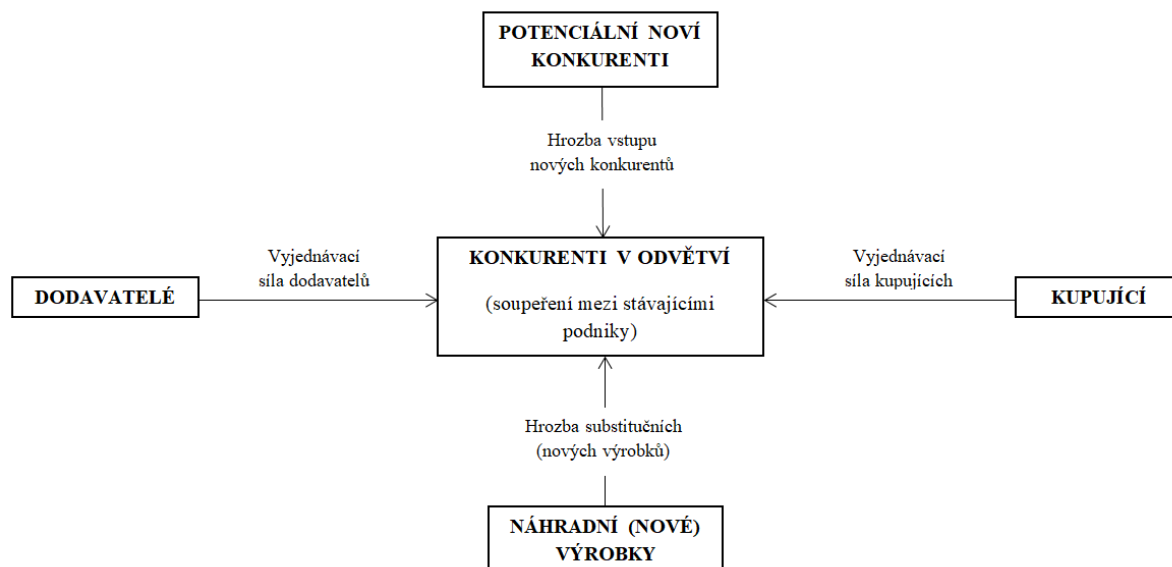 POTENCIÁLNÍ NOVÍ
KONKURENTI
Hrozba vstupu
nových konkurentů
Vyjednávací
síla dodavatelů
DODAVATELÉ
KONKURENTI V ODVĚTVÍ
(soupeření mezi stávajícími
podniky)
Vyjednávací
síla kupujících
KUPUJÍCÍ
Hrozba substitučních
(nových výrobků)
NÁHRADNÍ (NOVÉ)
VÝROBKY